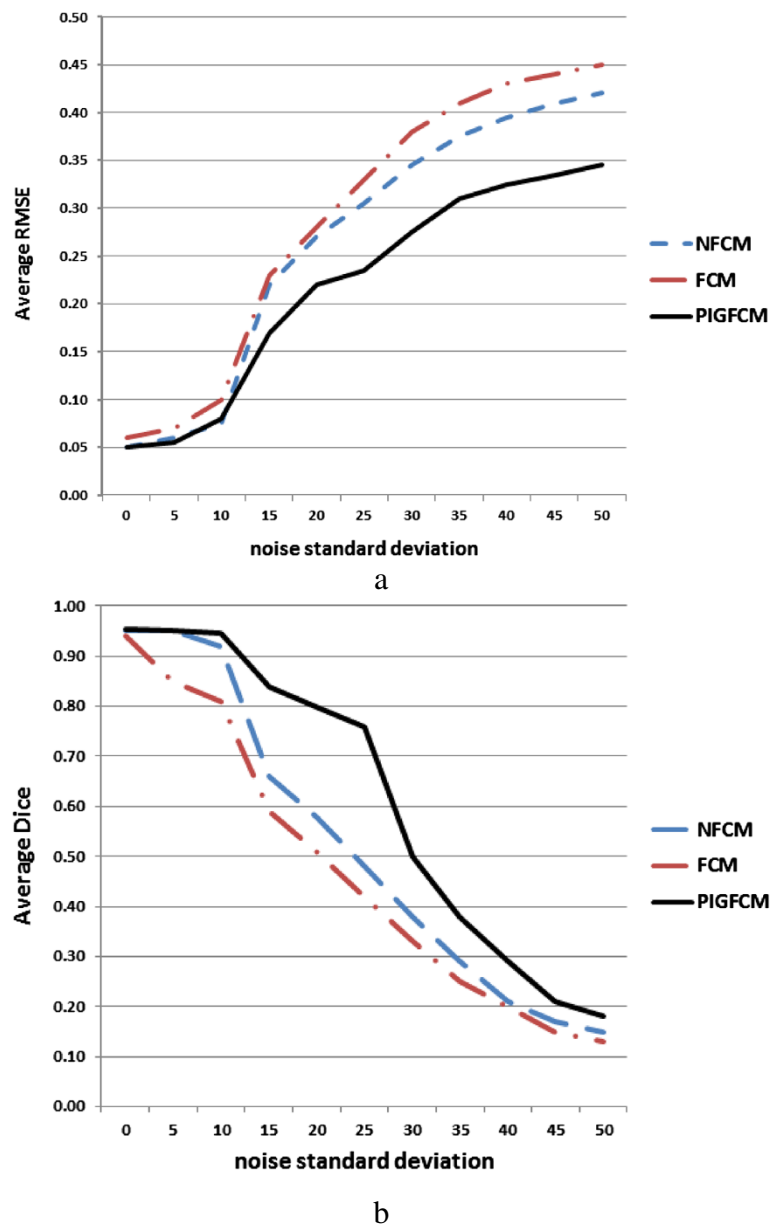 0.50
0.45
0.40
0.35
0.30
0.25
0.20
0.15
0.10
0.05
0.00
Average RMSE
0 5 10 15 20 25 30 35 40 45 50
noise standard deviation
NFCM
FCM
PIGFCM
a
1.00
0.90
0.80
0.70
0.60
0.50
0.40
0.30
0.20
0.10
0.00
Average Dice
0 5 10 15 20 25 30 35 40 45 50
noise standard deviation
NFCM
FCM
PIGFCM
b